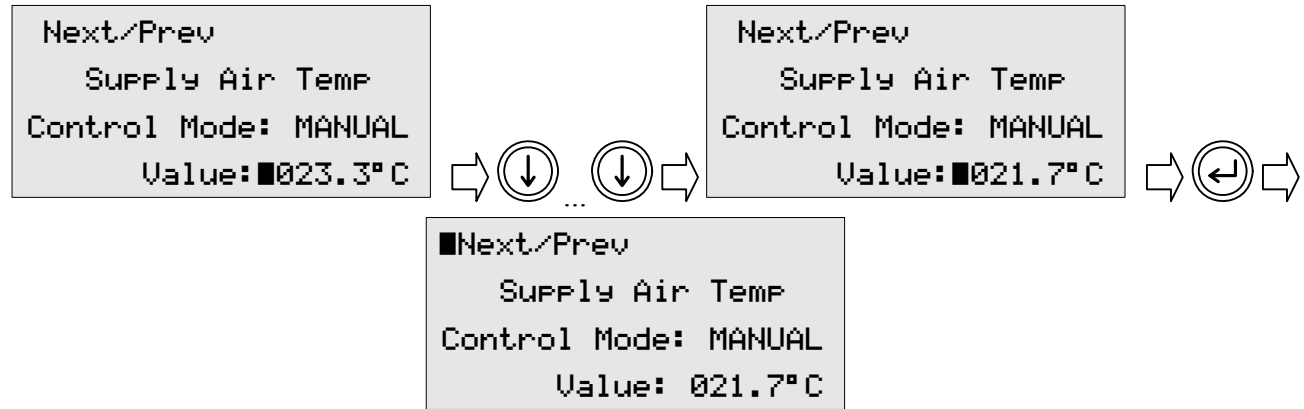 Next/Prev
Supply Air Temp
Control Mode: MANUAL
Value:█023.3°C
...
Next/Prev
Supply Air Temp
Control Mode: MANUAL
Value:█021.7°C
█Next/Prev
Supply Air Temp
Control Mode: MANUAL
Value: 021.7°C